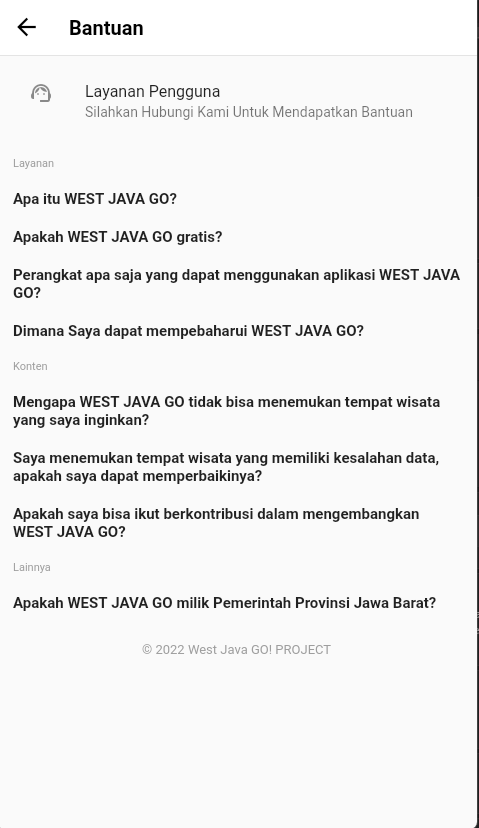 Bantuan
Layanan Pengguna
Silahkan Hubungi Kami Untuk Mendapatkan Bantuan
Layanan
Apa itu WEST JAVA GO?
Apakah WEST JAVA GO gratis?
Perangkat apa saja yang dapat menggunakan aplikasi WEST JAVA
GO?
Dimana Saya dapat mempebaharui WEST JAVA GO?
Konten
Mengapa WEST JAVA GO tidak bisa menemukan tempat wisata
yang saya inginkan?
Saya menemukan tempat wisata yang memiliki kesalahan data,
apakah saya dapat memperbaikinya?
Apakah saya bisa ikut berkontribusi dalam mengembangkan
WEST JAVA GO?
Lainnya
Apakah WEST JAVA GO milik Pemerintah Provinsi Jawa Barat?
© 2022 West Java GO! PROJECT